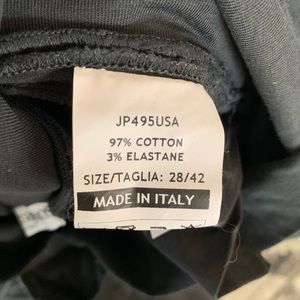 JP495USA
97% COTTON
3% ELASTANE
SIZE/TAGLIA: 28/42
MADE IN ITALY